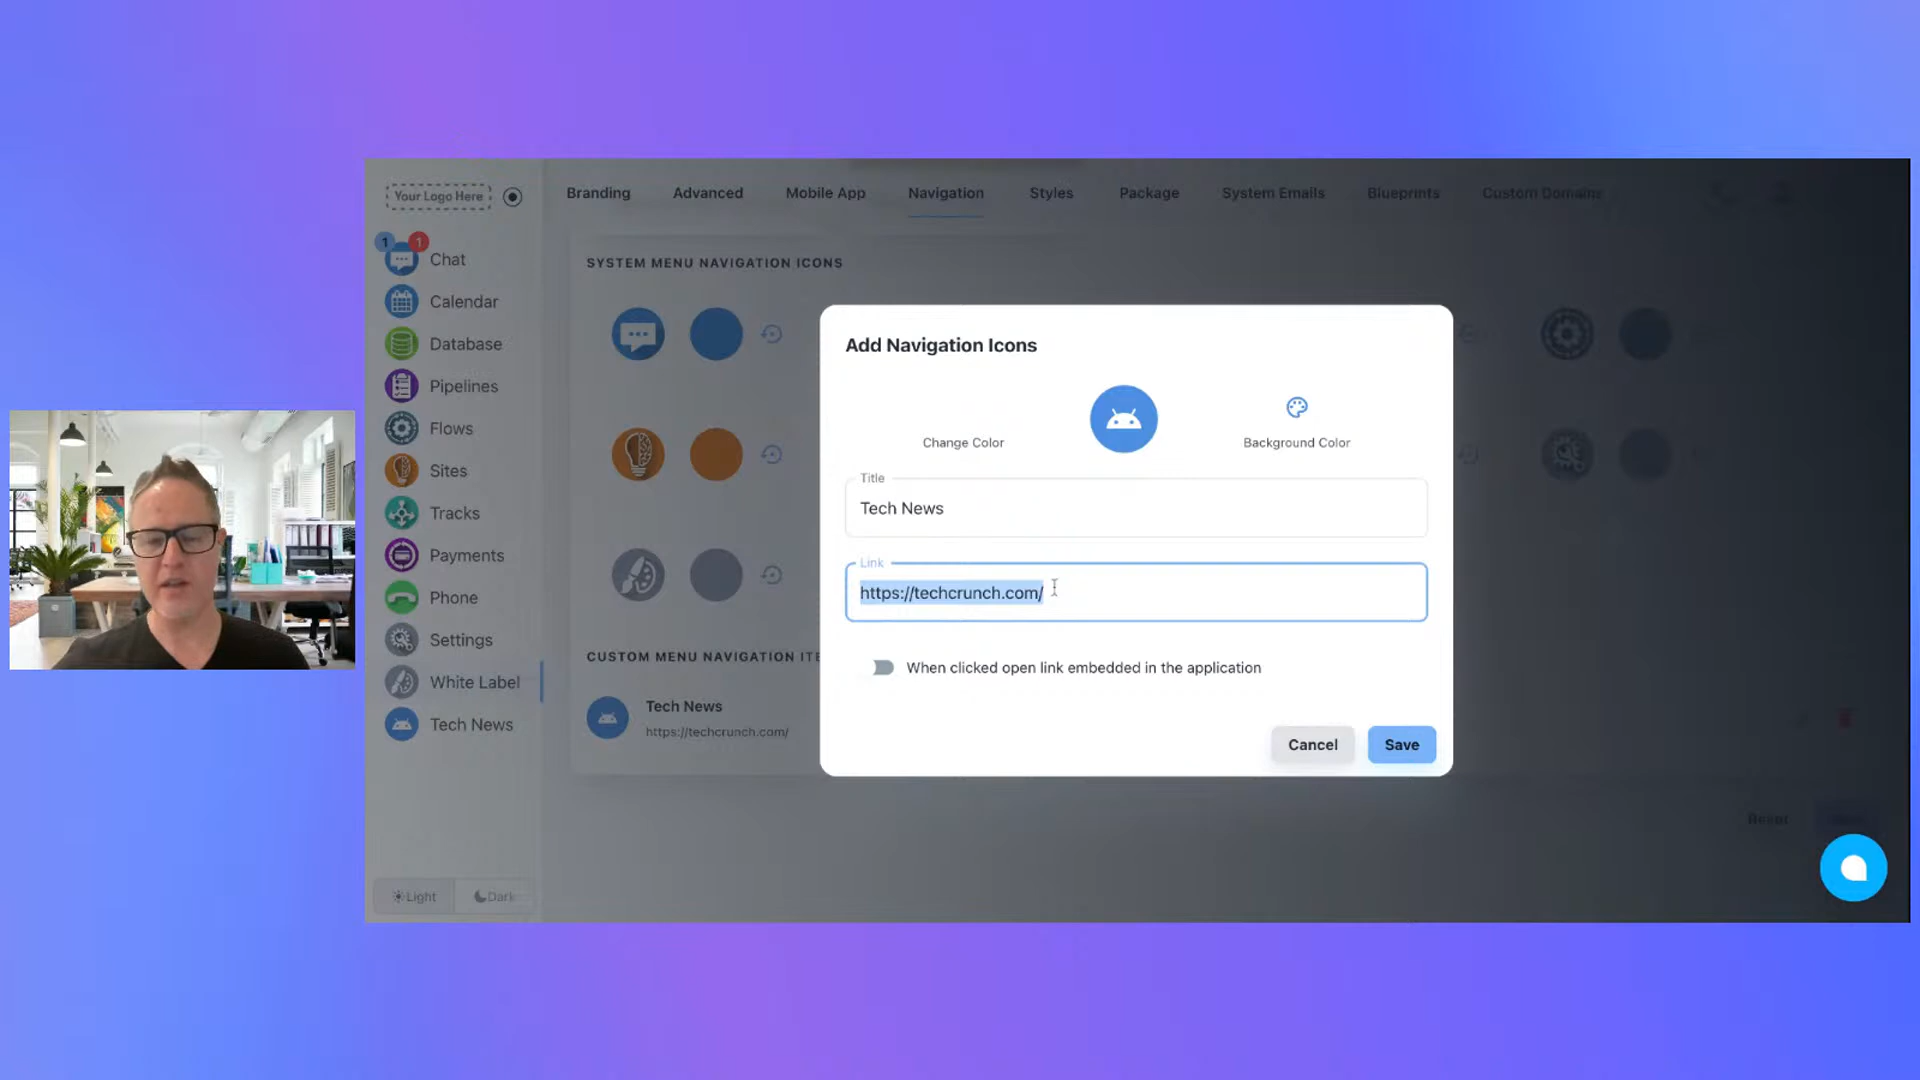 Your Logo Here
Branding
Advanced
Mobile App
Navigation
Styles
Package
System Emails
Blueprints
Custom Domains
1
1
Chat
Calendar
Database
Pipelines
Flows
Sites
Tracks
Payments
Phone
Settings
White Label
Tech News
Light
Dark
SYSTEM MENU NAVIGATION ICONS
CUSTOM MENU NAVIGATION ITE
Tech News
https://techcrunch.com/
Add Navigation Icons
Change Color
Background Color
Title
Tech News
Link
https://techcrunch.com/
When clicked open link embedded in the application
Cancel
Save
Reset